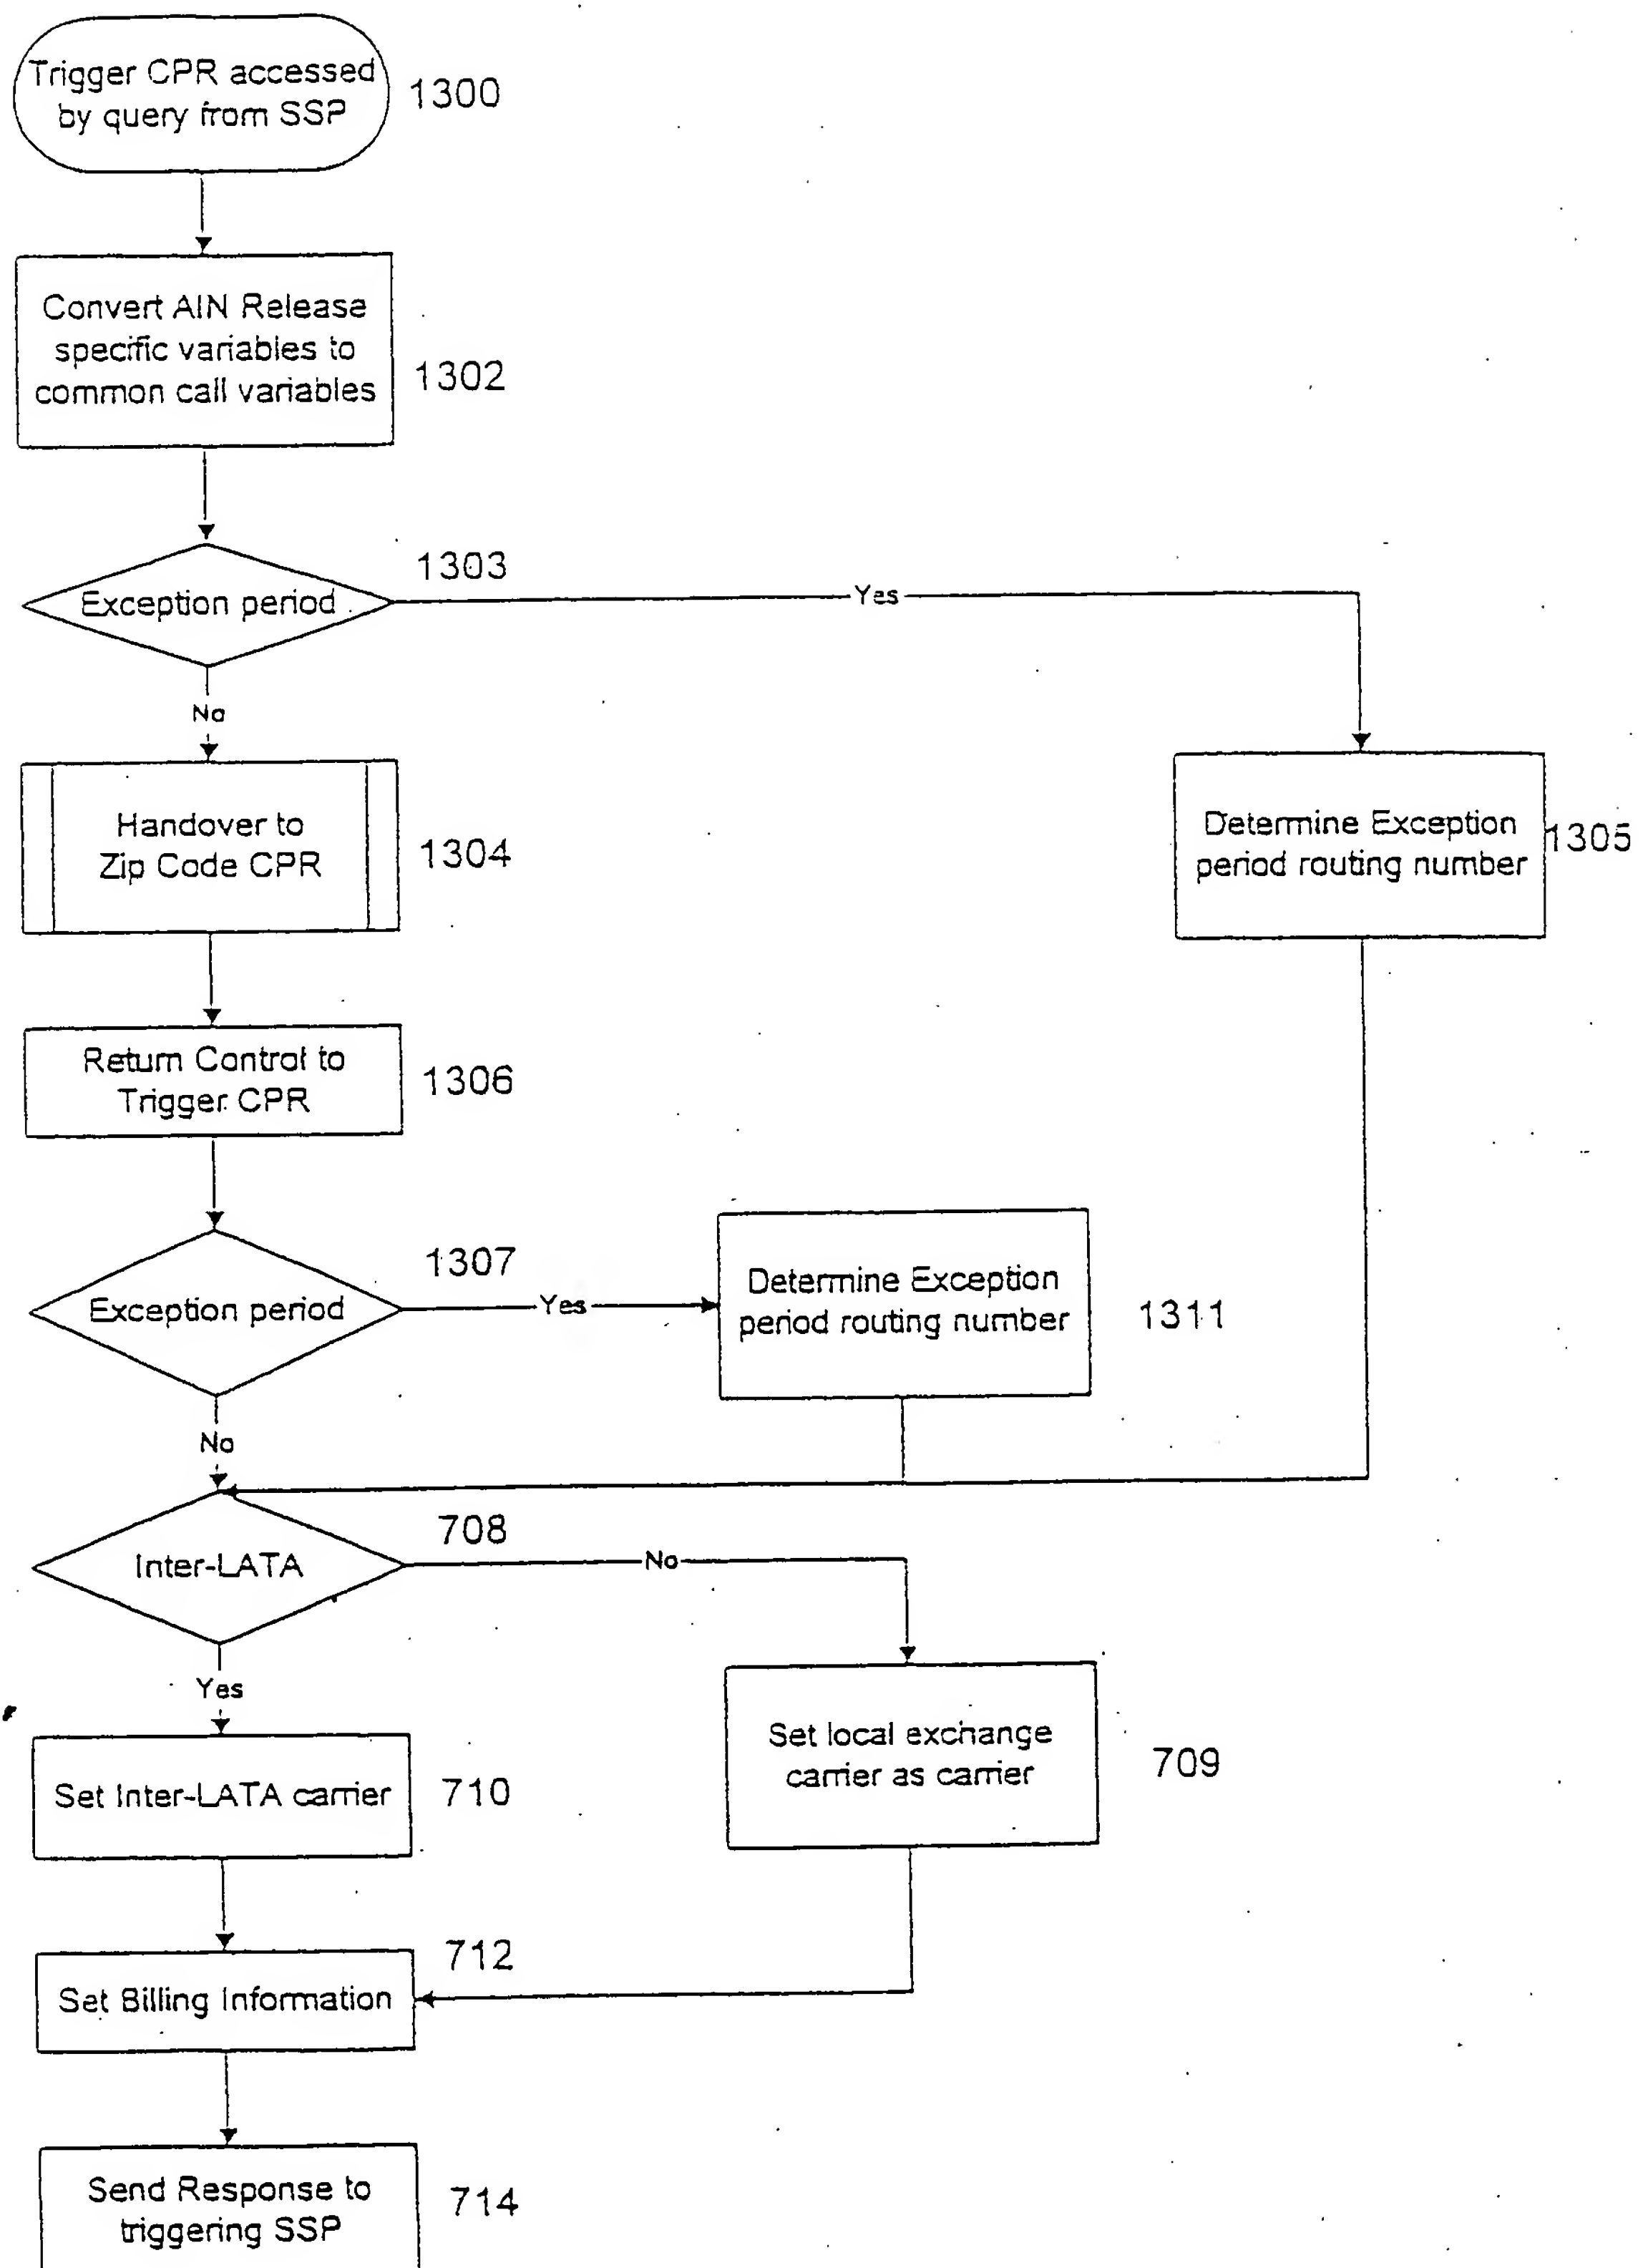 Trigger CPR accessed
by query from SSP
1300
Convert AIN Release
specific variables to
common call variables
1302
Exception period
1303
Yes
No
Handover to
Zip Code CPR
1304
Determine Exception
period routing number
1305
Return Control to
Trigger CPR
1306
Exception period
1307
Yes
Determine Exception
period routing number
1311
No
Inter-LATA
708
No
Yes
Set local exchange
carrier as carrier
709
Set Inter-LATA carrier
710
Set Billing Information
712
Send Response to
triggering SSP
714